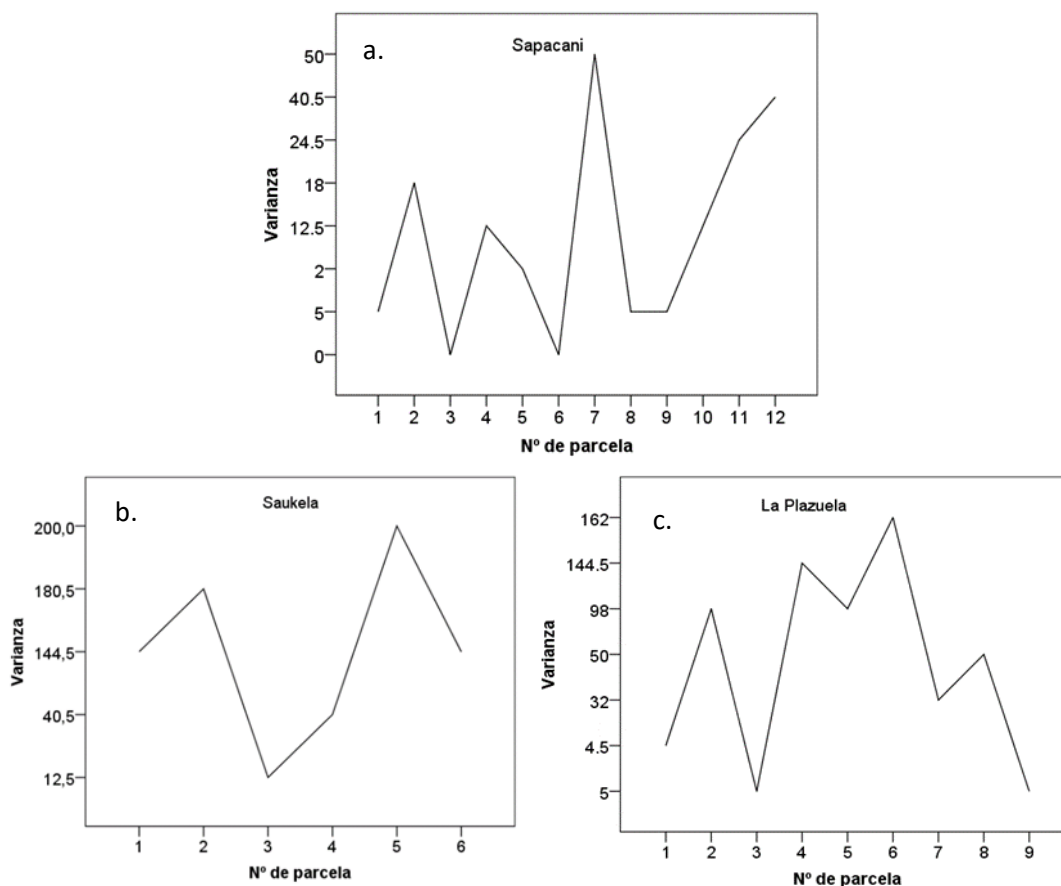 a.
Sapacani
Varianza
50
40.5
24.5
18
12.5
2
5
0
1 2 3 4 5 6 7 8 9 10 11 12
Nº de parcela
b.
Saukela
Varianza
200,0
180,5
144,5
40,5
12,5
1 2 3 4 5 6
Nº de parcela
c.
La Plazuela
Varianza
162
144.5
98
50
32
4.5
5
1 2 3 4 5 6 7 8 9
Nº de parcela